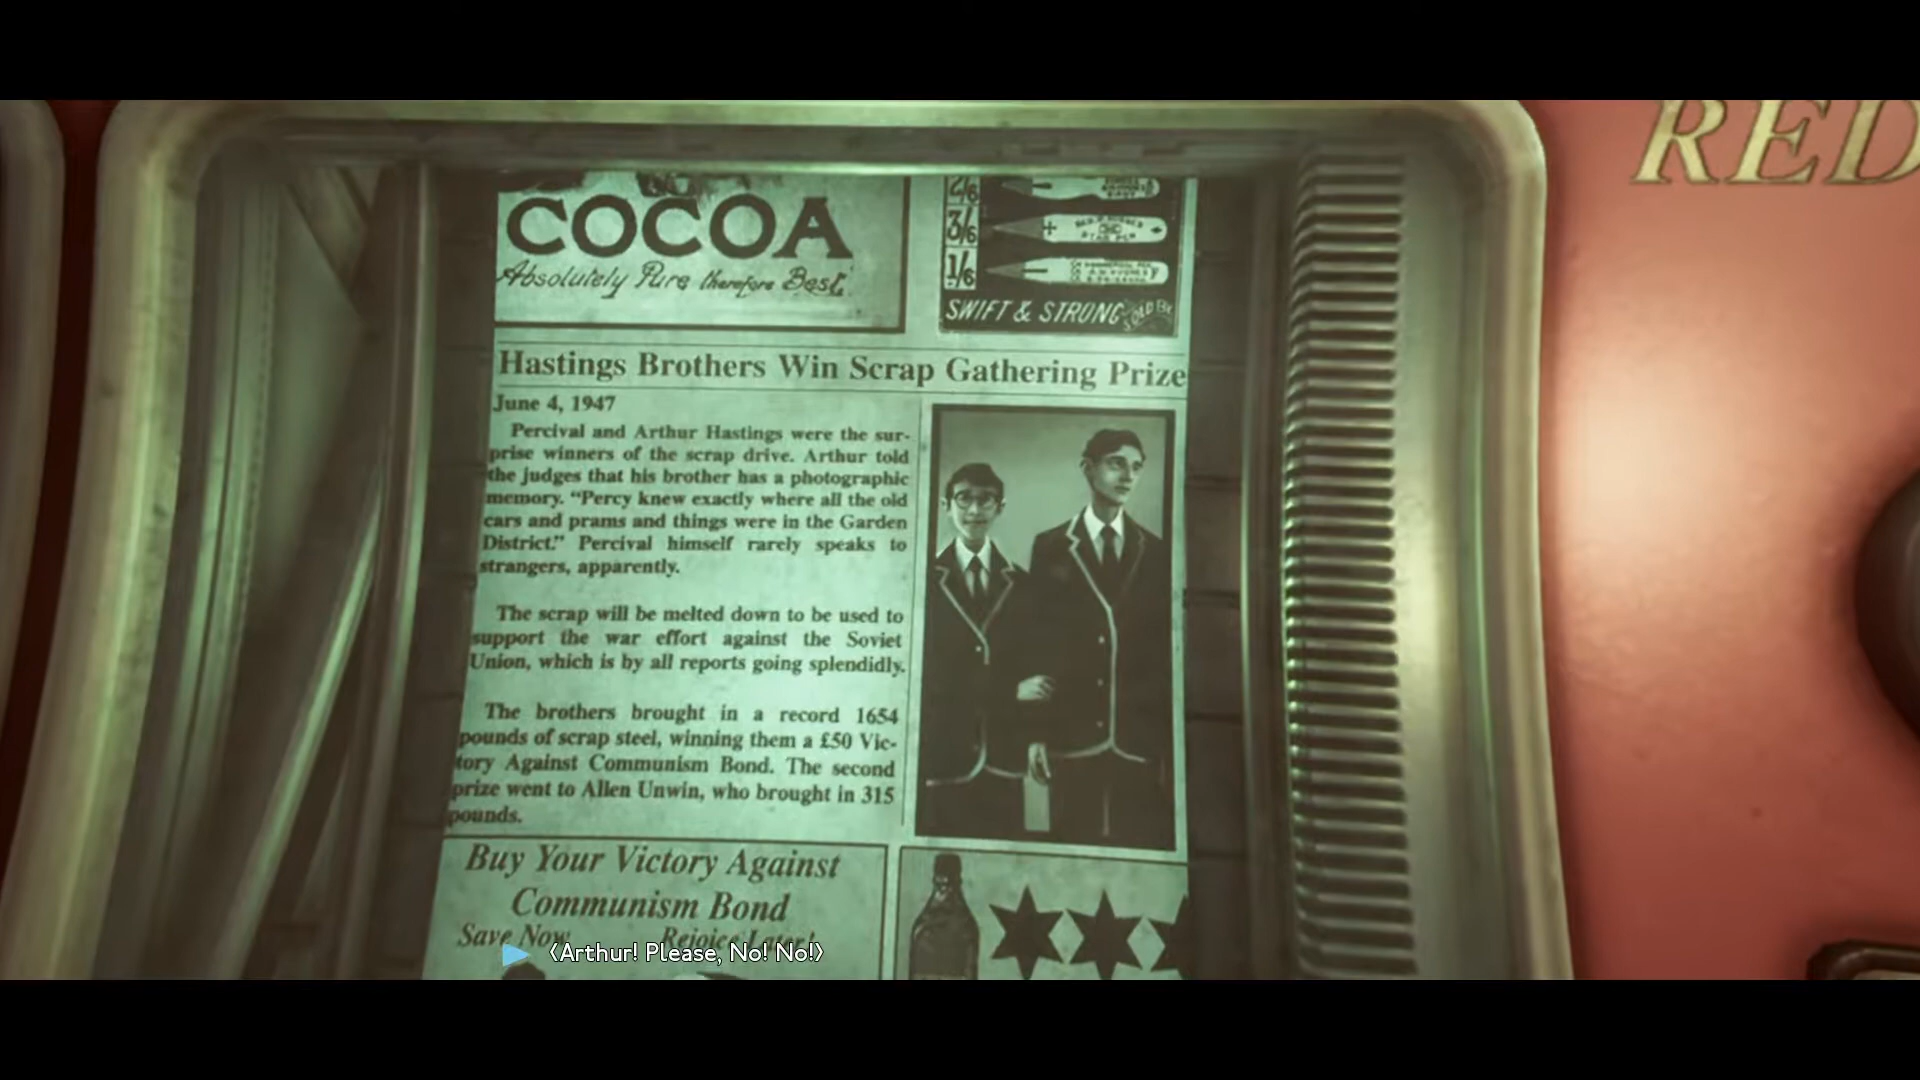 RED
COCOA
Absolutely Pure therefore Best.
2/6
3/6
1/6
SWIFT & STRONG
SOLD BY
Hastings Brothers Win Scrap Gathering Prize
June 4, 1947
Percival and Arthur Hastings were the sur-
prise winners of the scrap drive. Arthur told
the judges that his brother has a photographic
memory. “Percy knew exactly where all the old
cars and prams and things were in the Garden
District.” Percival himself rarely speaks to
strangers, apparently.
The scrap will be melted down to be used to
support the war effort against the Soviet
Union, which is by all reports going splendidly.
The brothers brought in a record 1654
pounds of scrap steel, winning them a £50 Vic-
tory Against Communism Bond. The second
prize went to Allen Unwin, who brought in 315
pounds.
Buy Your Victory Against
Communism Bond
Save Now Rejoice Later!
〈Arthur! Please, No! No!〉